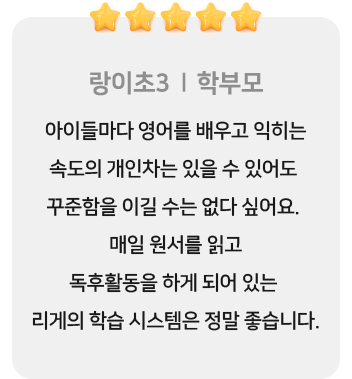 랑이초3 | 학부모
아이들마다 영어를 배우고 익히는
속도의 개인차는 있을 수 있어도
꾸준함을 이길 수는 없다 싶어요.
매일 원서를 읽고
독후활동을 하게 되어 있는
리게의 학습 시스템은 정말 좋습니다.